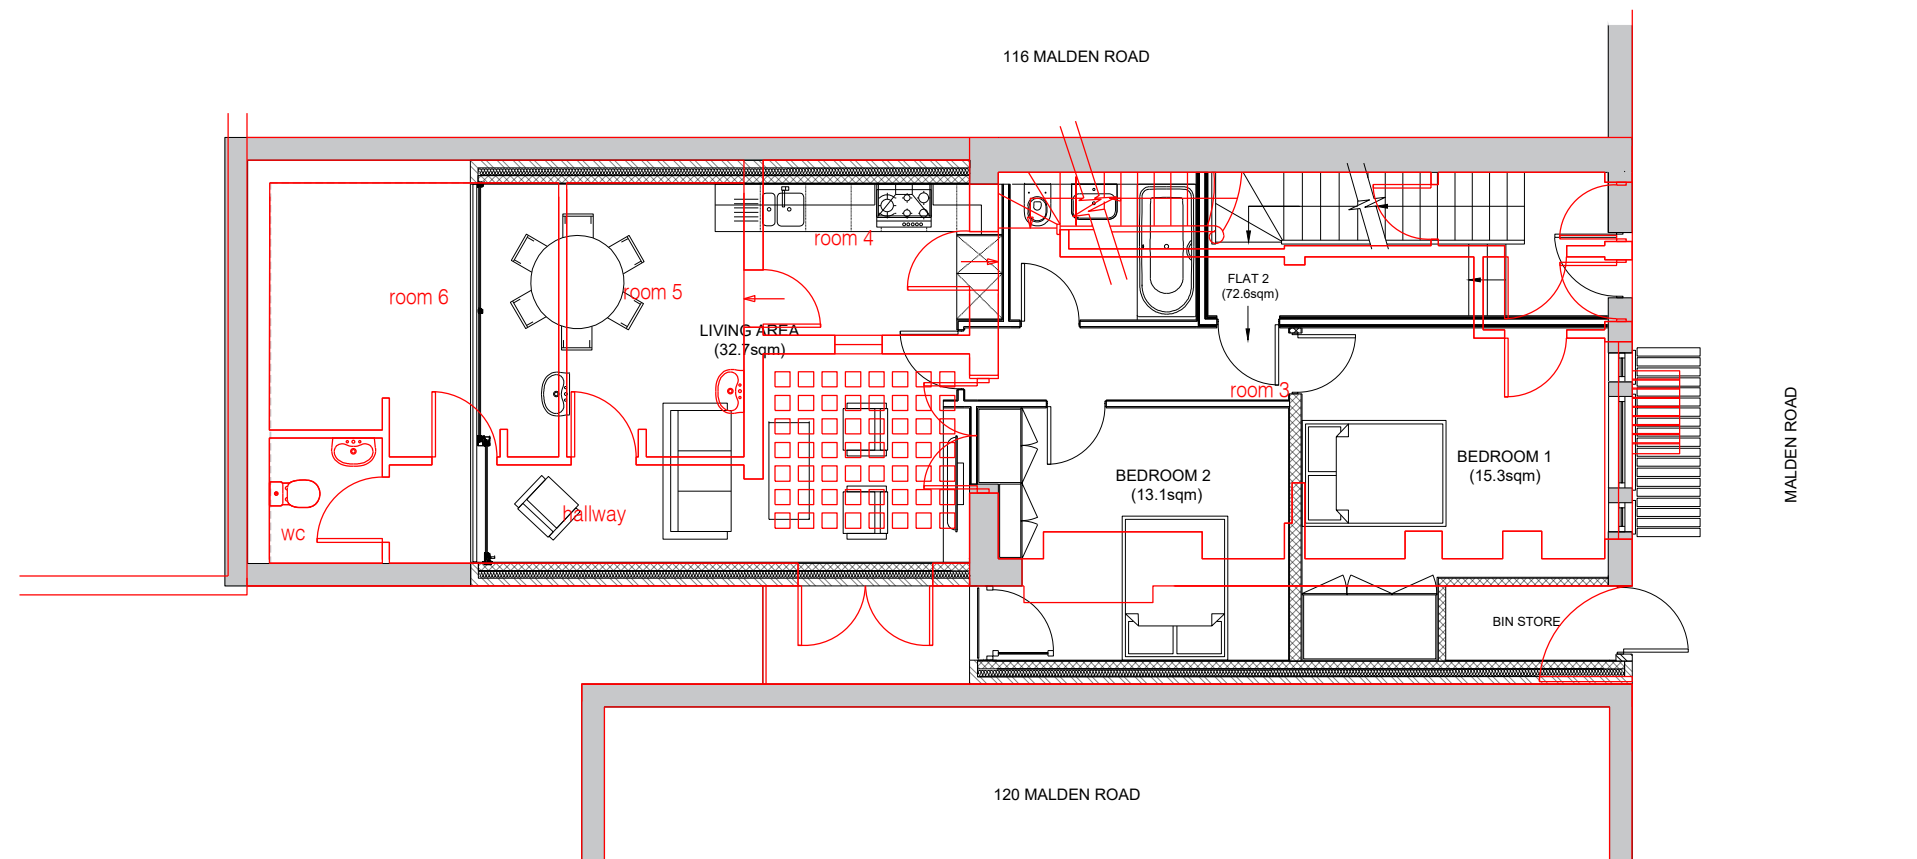 116 MALDEN ROAD
room 4
FLAT 2
(72.6sqm)
room 6
room 5
LIVING AREA
(32.7sqm)
room 3
MALDEN ROAD
BEDROOM 1
(15.3sqm)
BEDROOM 2
(13.1sqm)
hallway
wc
BIN STORE
120 MALDEN ROAD